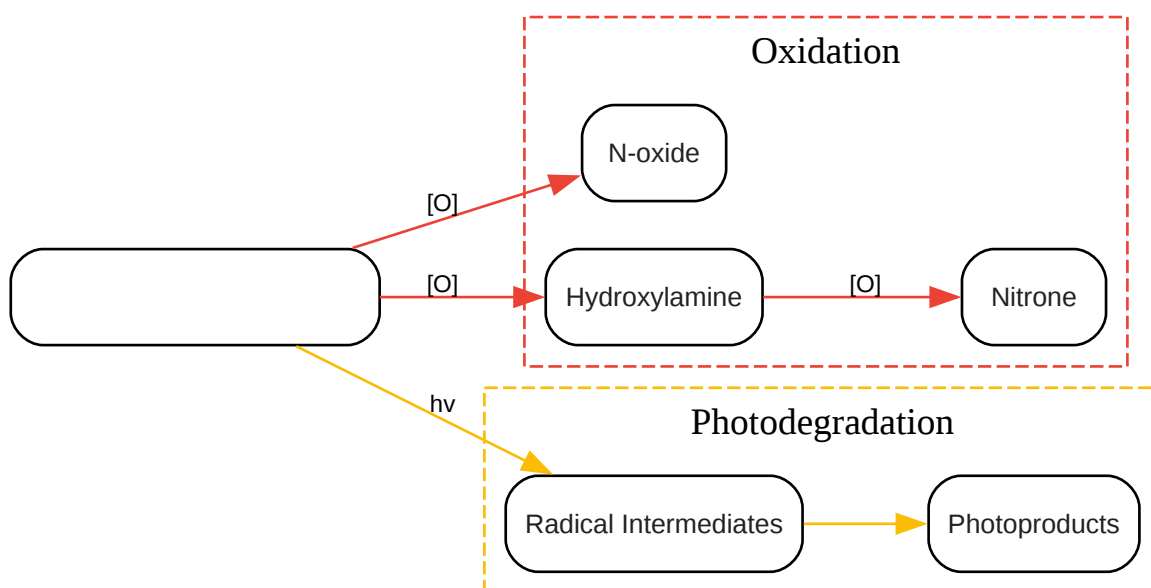 Oxidation
N-oxide
[O]
[O]
Hydroxylamine
[O]
Nitrone
hv
Photodegradation
Radical Intermediates
Photoproducts